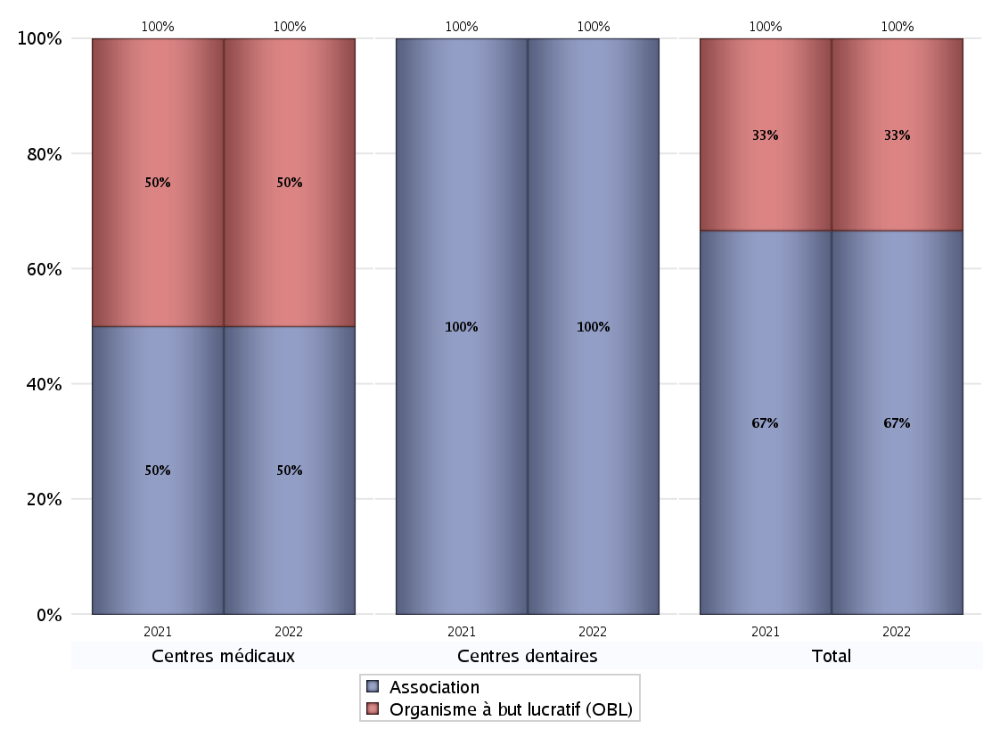 100% 100% 100% 100% 100% 100%
100%
80%
60%
40%
20%
0%
33% 33%
50% 50%
100% 100%
67% 67%
50% 50%
2021 2022 2021 2022 2021 2022
Centres médicaux Centres dentaires Total
Association
Organisme à but lucratif (OBL)